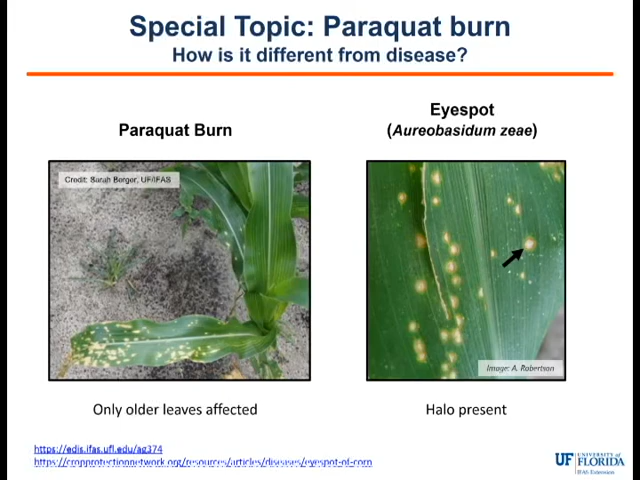 Special Topic: Paraquat burn
How is it different from disease?
Paraquat Burn
Eyespot
(Aureobasidum zeae)
Credit: Sarah Berger, UF/IFAS
Image: A. Robertson
Only older leaves affected
Halo present
https://edis.ifas.ufl.edu/ag374
https://cropprotectionnetwork.org/resources/articles/diseases/eyespot-of-corn
UF UNIVERSITY of
FLORIDA
IFAS Extension